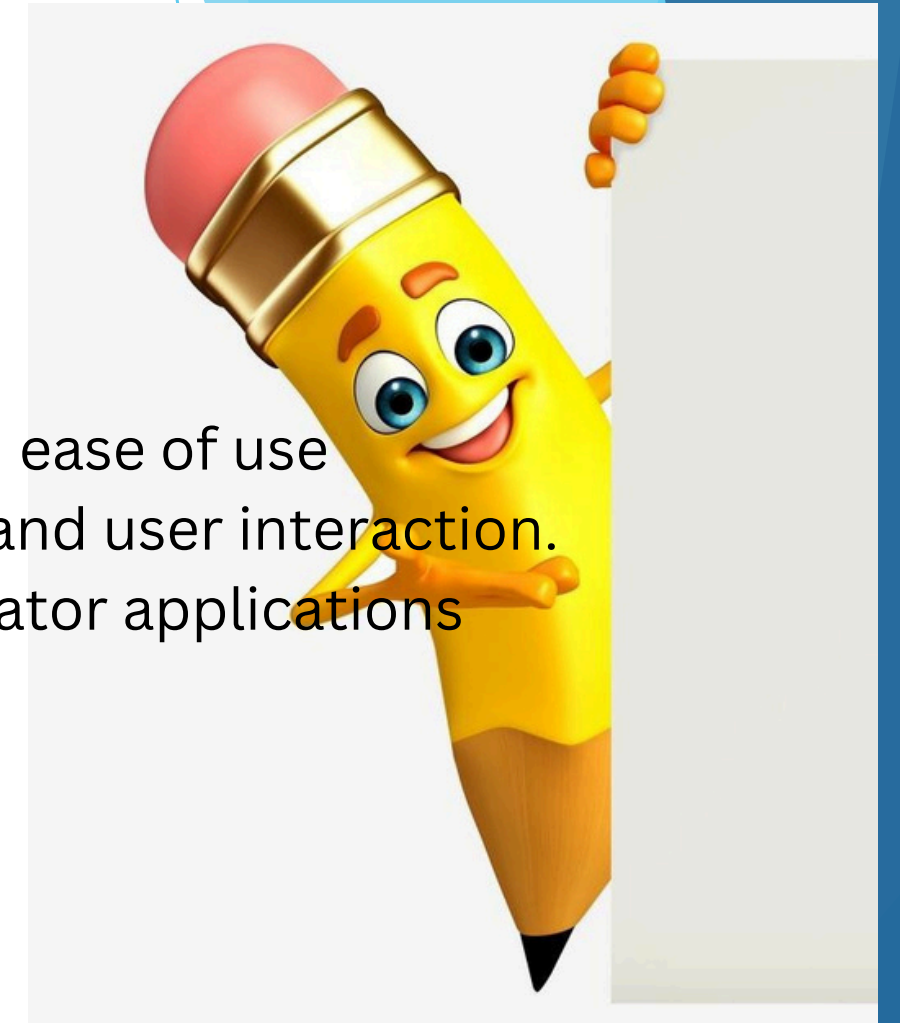 ease of use
and user interaction.
ator applications